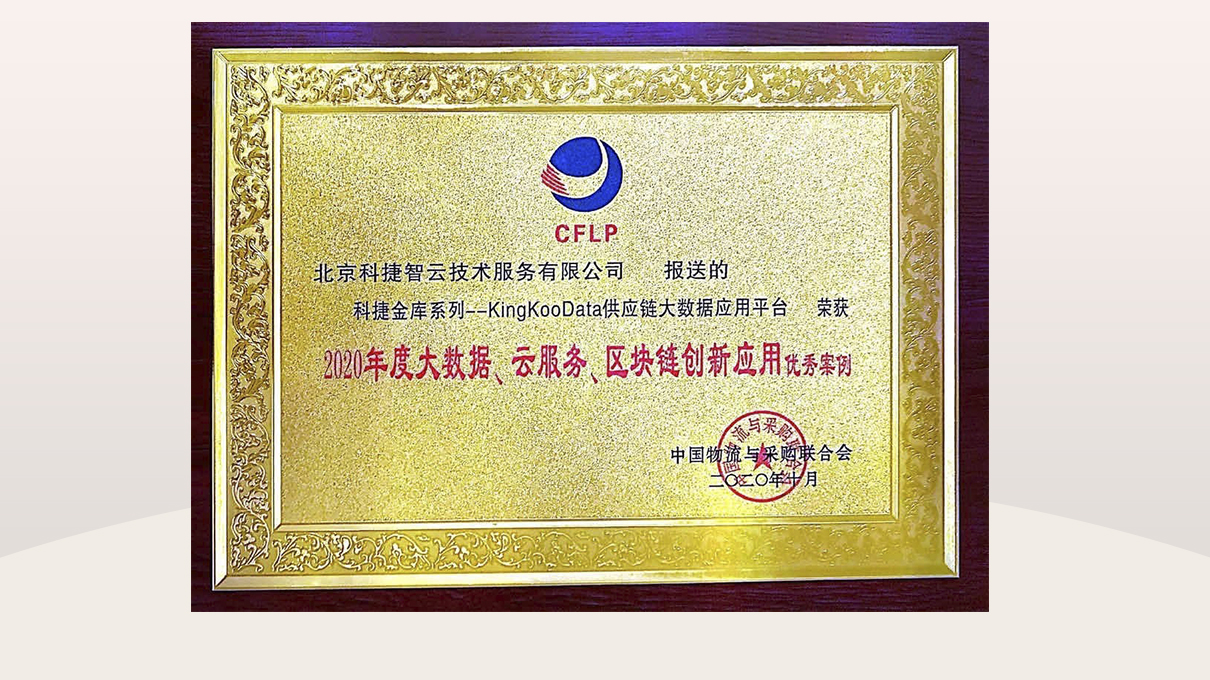 CFLP
北京科捷智云技术服务有限公司 报送的
科捷金库系列--KingKooData供应链大数据应用平台 荣获
2020年度大数据、云服务、区块链创新应用优秀案例
中国物流与采购联合会
二〇二〇年十月
中国物流与采购联合会